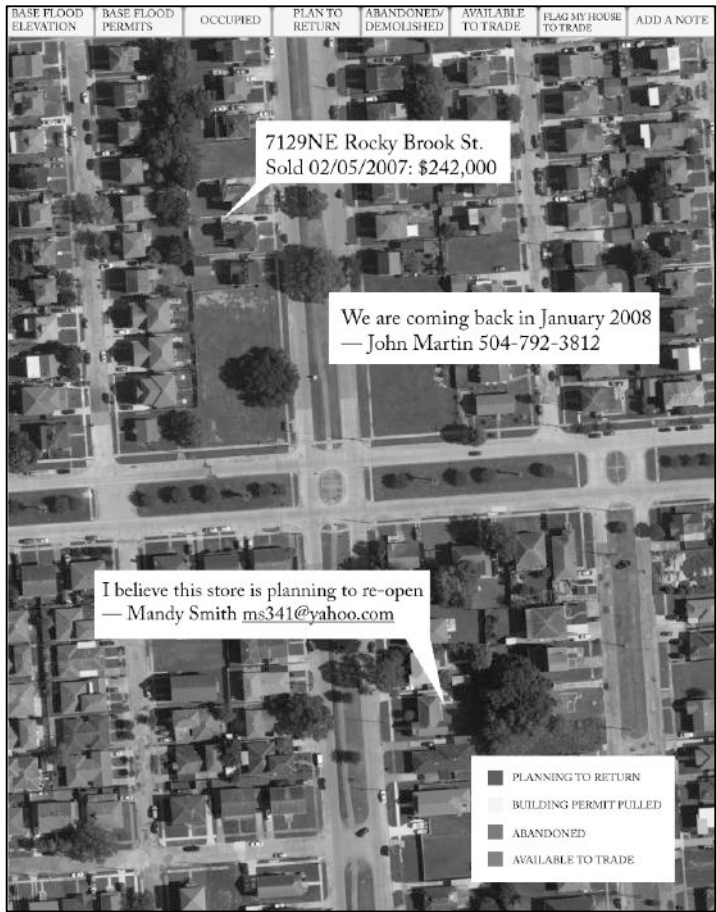 BASE FLOOD
ELEVATION
BASE FLOOD
PERMITS
OCCUPIED
PLAN TO
RETURN
ABANDONED/
DEMOLISHED
AVAILABLE
TO TRADE
FLAG MY HOUSE
TO TRADE
ADD A NOTE
7129NE Rocky Brook St.
Sold 02/05/2007: $242,000
We are coming back in January 2008
— John Martin 504-792-3812
I believe this store is planning to re-open
— Mandy Smith ms341@yahoo.com
PLANNING TO RETURN
BUILDING PERMIT PULLED
ABANDONED
AVAILABLE TO TRADE